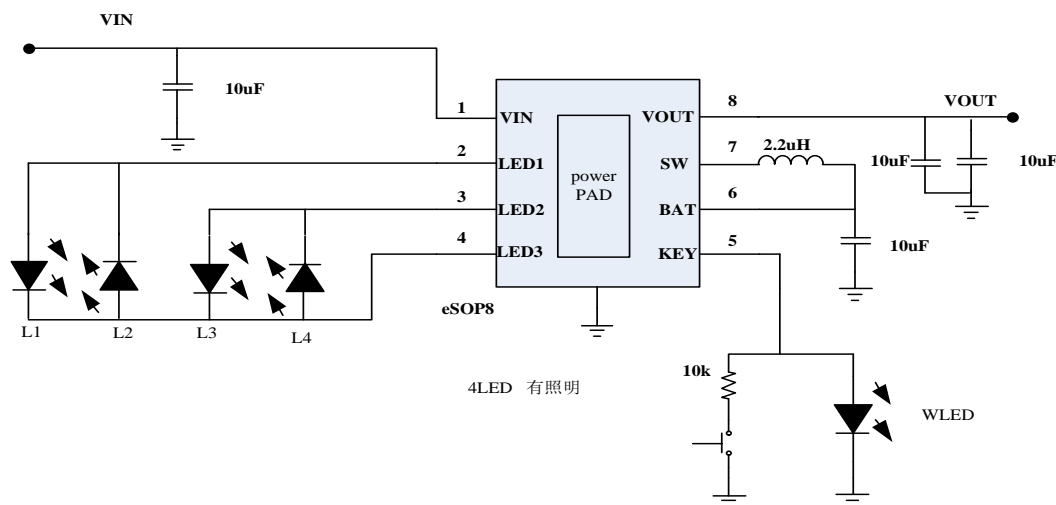 VIN
10uF
1
VIN
2
LED1
3
LED2
4
LED3
power
PAD
VOUT
8
VOUT
SW
7
2.2uH
BAT
6
KEY
5
10uF
10uF
10uF
eSOP8
L1
L2
L3
L4
4LED 有照明
10k
WLED